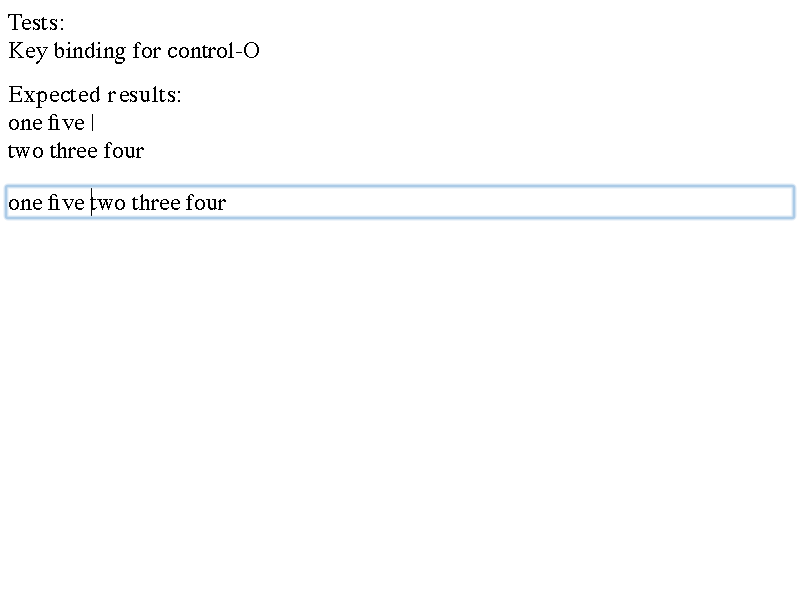 Tests:
Key binding for control-O
Expected results:
one five |
two three four
one five two three four